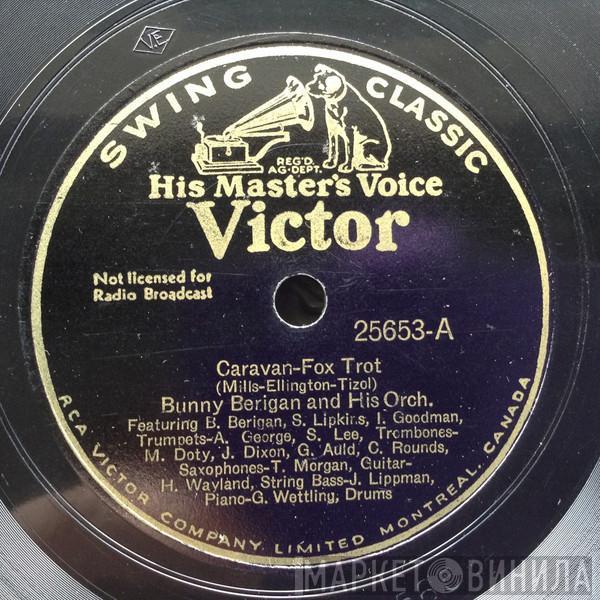 V.E
SWING CLASSIC
REG'D.
AG·DEPT.
His Master's Voice
Victor
Not licensed for
Radio Broadcast
25653-A
Caravan-Fox Trot
(Mills-Ellington-Tizol)
Bunny Berigan and His Orch.
Featuring B. Berigan, S. Lipkins, I. Goodman,
Trumpets-A. George, S. Lee, Trombones-
M. Doty, J. Dixon, G. Auld, C. Rounds,
Saxophones-T. Morgan, Guitar-
H. Wayland, String Bass-J. Lippman,
Piano-G. Wettling, Drums
RCA VICTOR COMPANY LIMITED MONTREAL, CANADA
МАРКЕТ ВИНИЛА